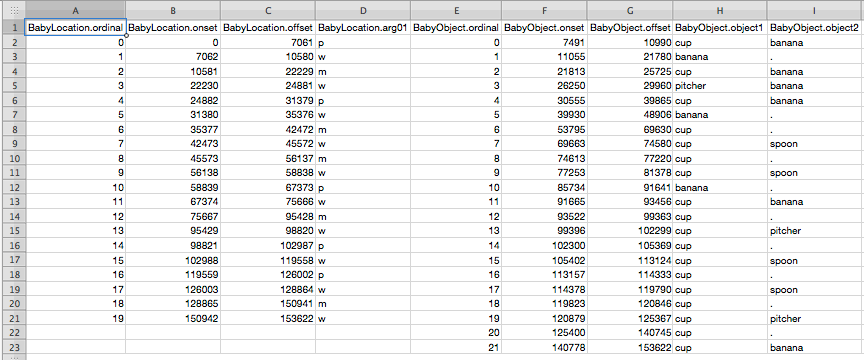 A B C D E F G H I
1 BabyLocation.ordinal BabyLocation.onset BabyLocation.offset BabyLocation.arg01 BabyObject.ordinal BabyObject.onset BabyObject.offset BabyObject.object1 BabyObject.object2
2 0 0 7061 p 0 7491 10990 cup banana
3 1 7062 10580 w 1 11055 21780 banana .
4 2 10581 22229 m 2 21813 25725 cup banana
5 3 22230 24881 w 3 26250 29960 pitcher banana
6 4 24882 31379 p 4 30555 39865 cup banana
7 5 31380 35376 w 5 39930 48906 banana .
8 6 35377 42472 m 6 53795 69630 cup .
9 7 42473 45572 w 7 69663 74580 cup spoon
10 8 45573 56137 m 8 74613 77220 cup .
11 9 56138 58838 w 9 77253 81378 cup spoon
12 10 58839 67373 p 10 85734 91641 banana .
13 11 67374 75666 w 11 91665 93456 cup banana
14 12 75667 95428 m 12 93522 99363 cup .
15 13 95429 98820 w 13 99396 102299 cup pitcher
16 14 98821 102987 p 14 102300 105369 cup .
17 15 102988 119558 w 15 105402 113124 cup spoon
18 16 119559 126002 p 16 113157 114333 cup .
19 17 126003 128864 w 17 114378 119790 cup spoon
20 18 128865 150941 m 18 119823 120846 cup .
21 19 150942 153622 w 19 120879 125367 cup pitcher
22 20 125400 140745 cup .
23 21 140778 153622 cup banana